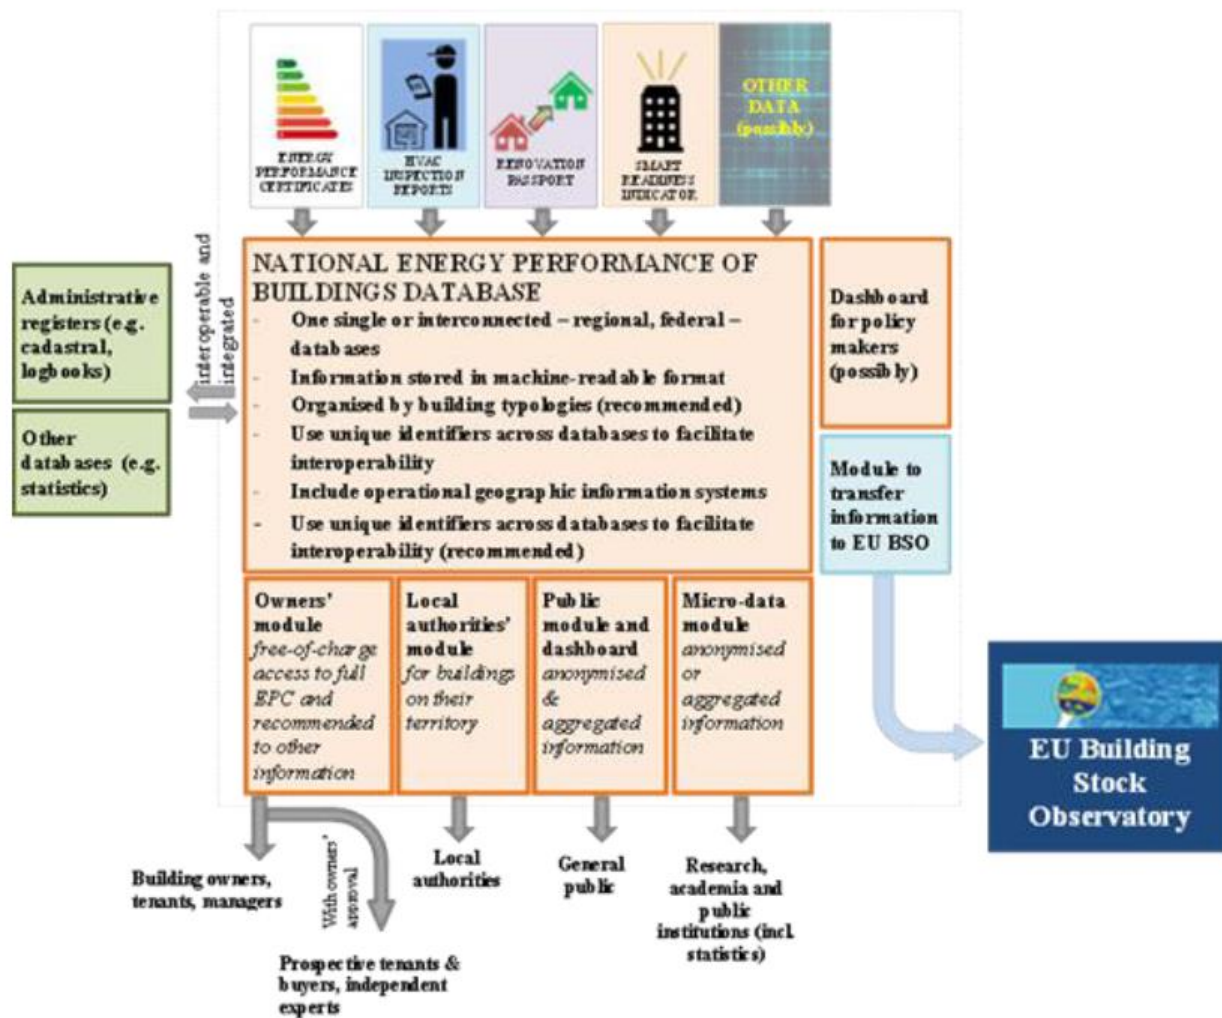 ENERGY
PERFORMANCE
CERTIFICATES
HVAC
INSPECTION
REPORTS
RENOVATION
PASSPORT
SMART
READINESS
INDICATOR
OTHER
DATA
(possibly)
interoperable and
integrated
Administrative
registers (e.g.
cadastral,
logbooks)
Other
databases (e.g.
statistics)
NATIONAL ENERGY PERFORMANCE OF
BUILDINGS DATABASE
- One single or interconnected – regional, federal –
databases
- Information stored in machine-readable format
- Organised by building typologies (recommended)
- Use unique identifiers across databases to facilitate
interoperability
- Include operational geographic information systems
- Use unique identifiers across databases to facilitate
interoperability (recommended)
Dashboard
for policy
makers
(possibly)
Module to
transfer
information
to EU BSO
Owners’
module
free-of-charge
access to full
EPC and
recommended
to other
information
Local
authorities’
module
for buildings
on their
territory
Public
module and
dashboard
anonymised
&
aggregated
information
Micro-data
module
anonymised
or
aggregated
information
EU Building
Stock
Observatory
Building owners,
tenants, managers
With owners’
approval
Prospective tenants &
buyers, independent
experts
Local
authorities
General
public
Research,
academia and
public
institutions (incl.
statistics)